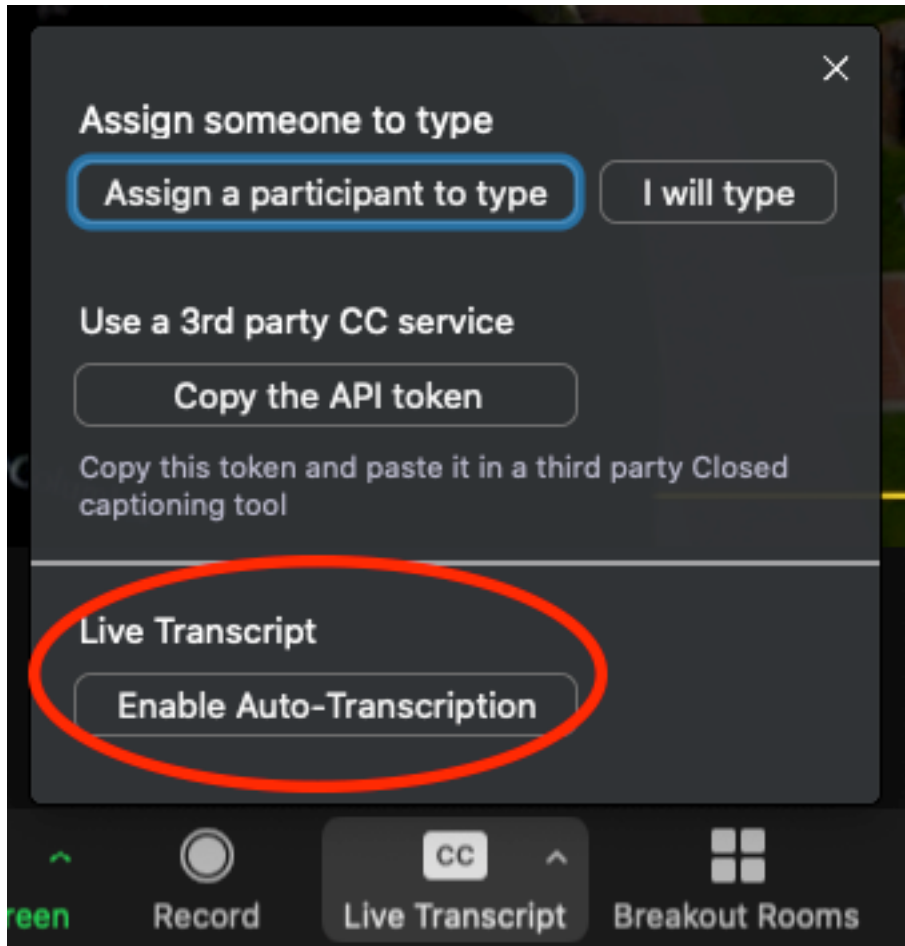 Assign someone to type
Assign a participant to type I will type
Use a 3rd party CC service
Copy the API token
Copy this token and paste it in a third party Closed
captioning tool
Live Transcript
Enable Auto-Transcription
CC
reen Record Live Transcript Breakout Rooms